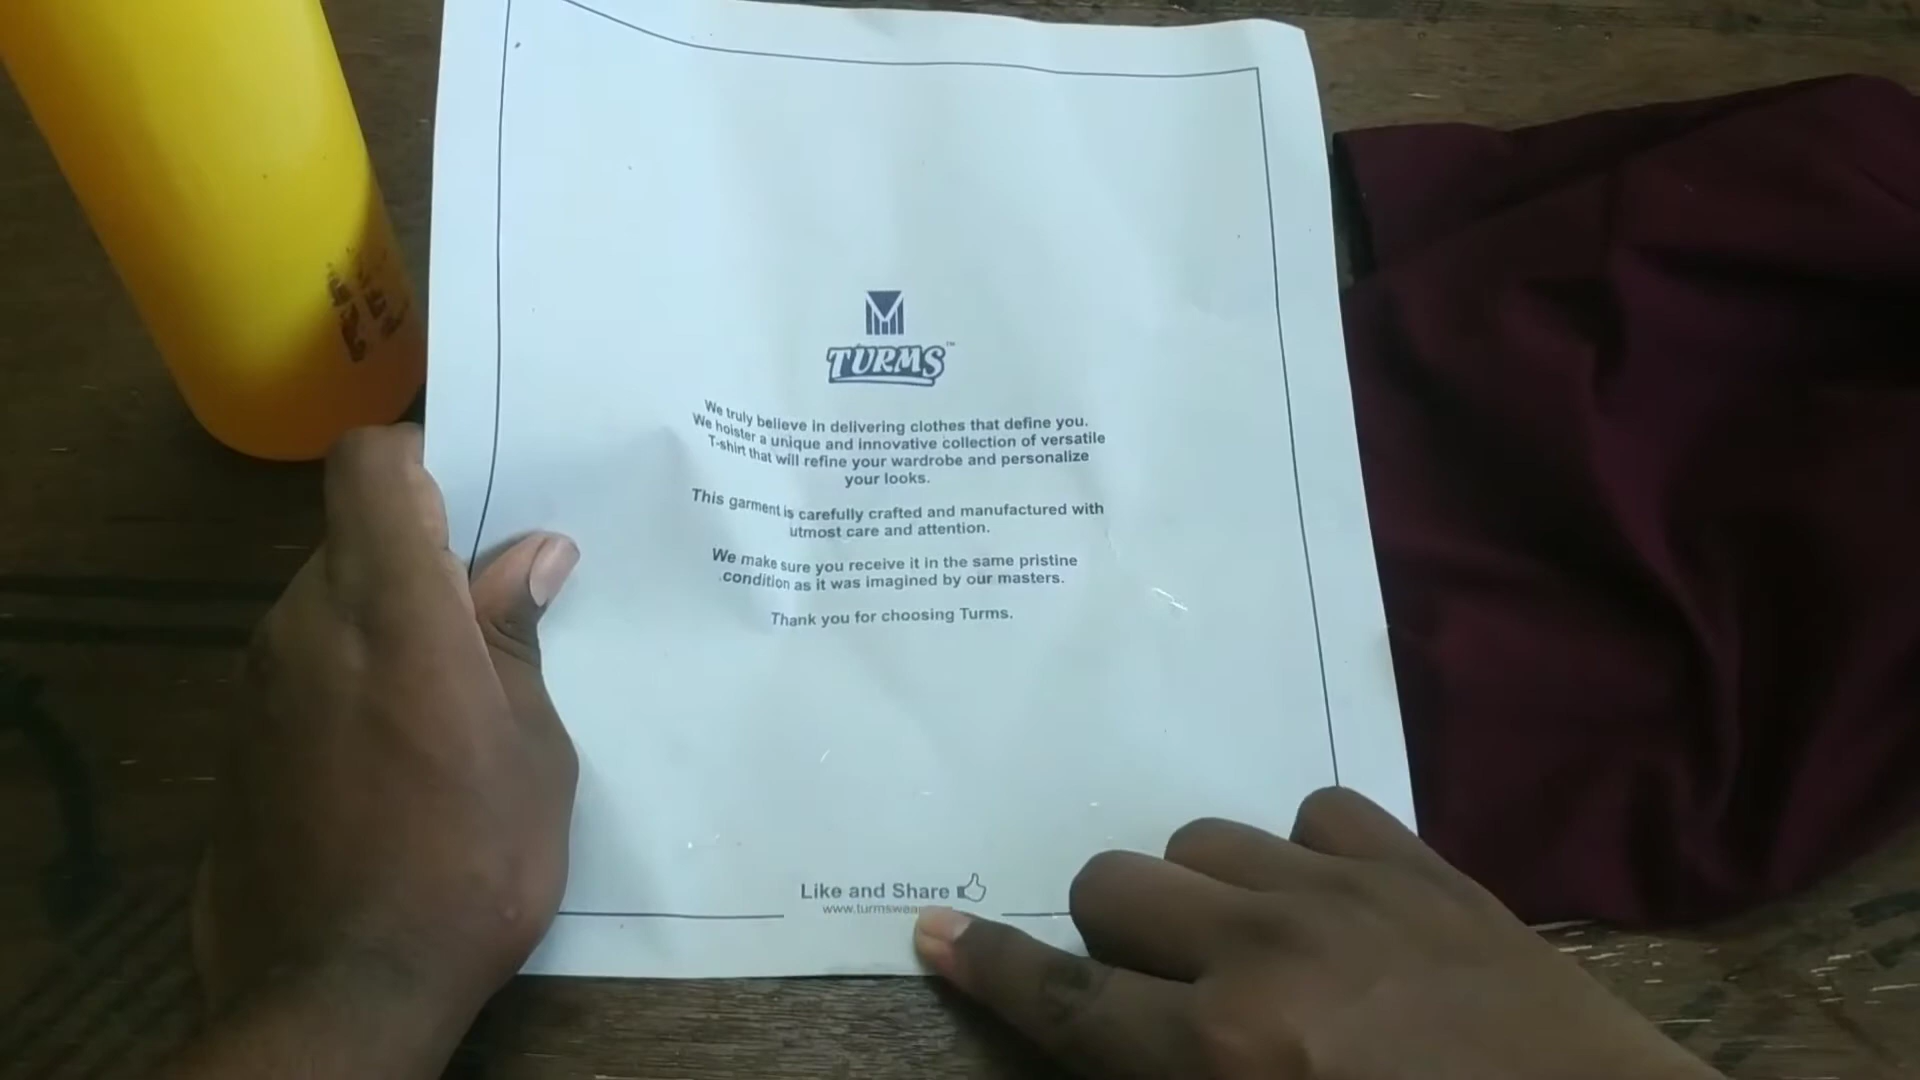 TURMS™
We truly believe in delivering clothes that define you.
We hoister a unique and innovative collection of versatile
T-shirt that will refine your wardrobe and personalize
your looks.
This garment is carefully crafted and manufactured with
utmost care and attention.
We make sure you receive it in the same pristine
condition as it was imagined by our masters.
Thank you for choosing Turms.
Like and Share